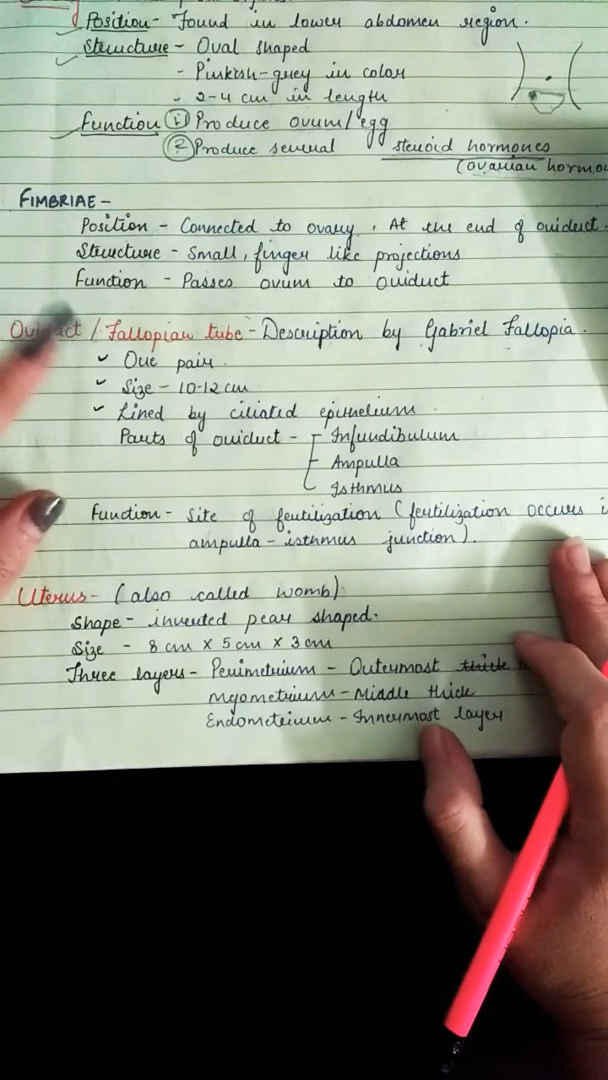 Position - Found in lower abdomen region.
Structure - Oval shaped
- Pinkish-grey in color
- 2-4 cm in length
Function ① Produce ovum/egg
② Produce several steroid hormones
(ovarian hormo
FIMBRIAE -
Position - Connected to ovary, At the end of oviduct.
Structure - Small, finger like projections
Function - Passes ovum to oviduct
Oviduct / Fallopian tube - Description by Gabriel Fallopia.
✓ One pair.
✓ Size - 10-12 cm
✓ Lined by ciliated epithelium.
Parts of oviduct - Infundibulum
Ampulla
Isthmus
Function - Site of fertilization (fertilization occurs i
ampulla - isthmus junction).
Uterus - (also called womb)
Shape - inverted pear shaped.
Size - 8 cm X 5 cm X 3 cm
Three layers - Perimetrium - Outermost thick
Myometrium - Middle thick
Endometrium - Innermost layer